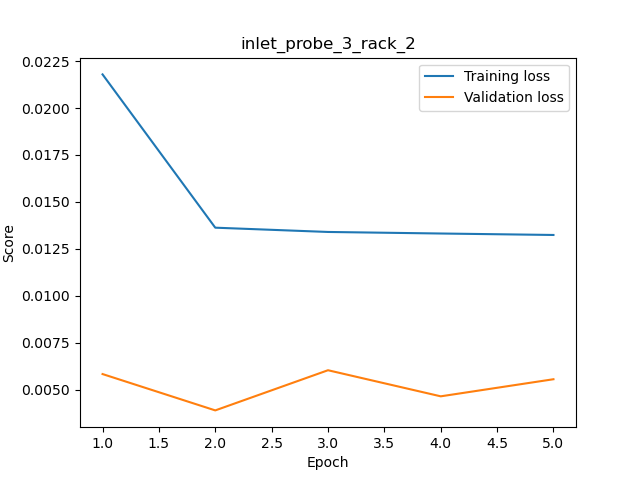 inlet_probe_3_rack_2
Training loss
Validation loss
0.0225
0.0200
0.0175
0.0150
0.0125
0.0100
0.0075
0.0050
Score
1.0 1.5 2.0 2.5 3.0 3.5 4.0 4.5 5.0
Epoch